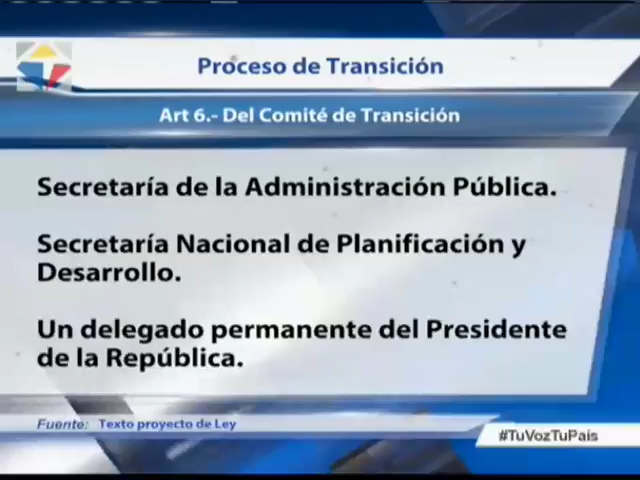 Proceso de Transición
Art 6.- Del Comité de Transición
Secretaría de la Administración Pública.
Secretaría Nacional de Planificación y
Desarrollo.
Un delegado permanente del Presidente
de la República.
Fuente: Texto proyecto de Ley
#TuVozTuPaís